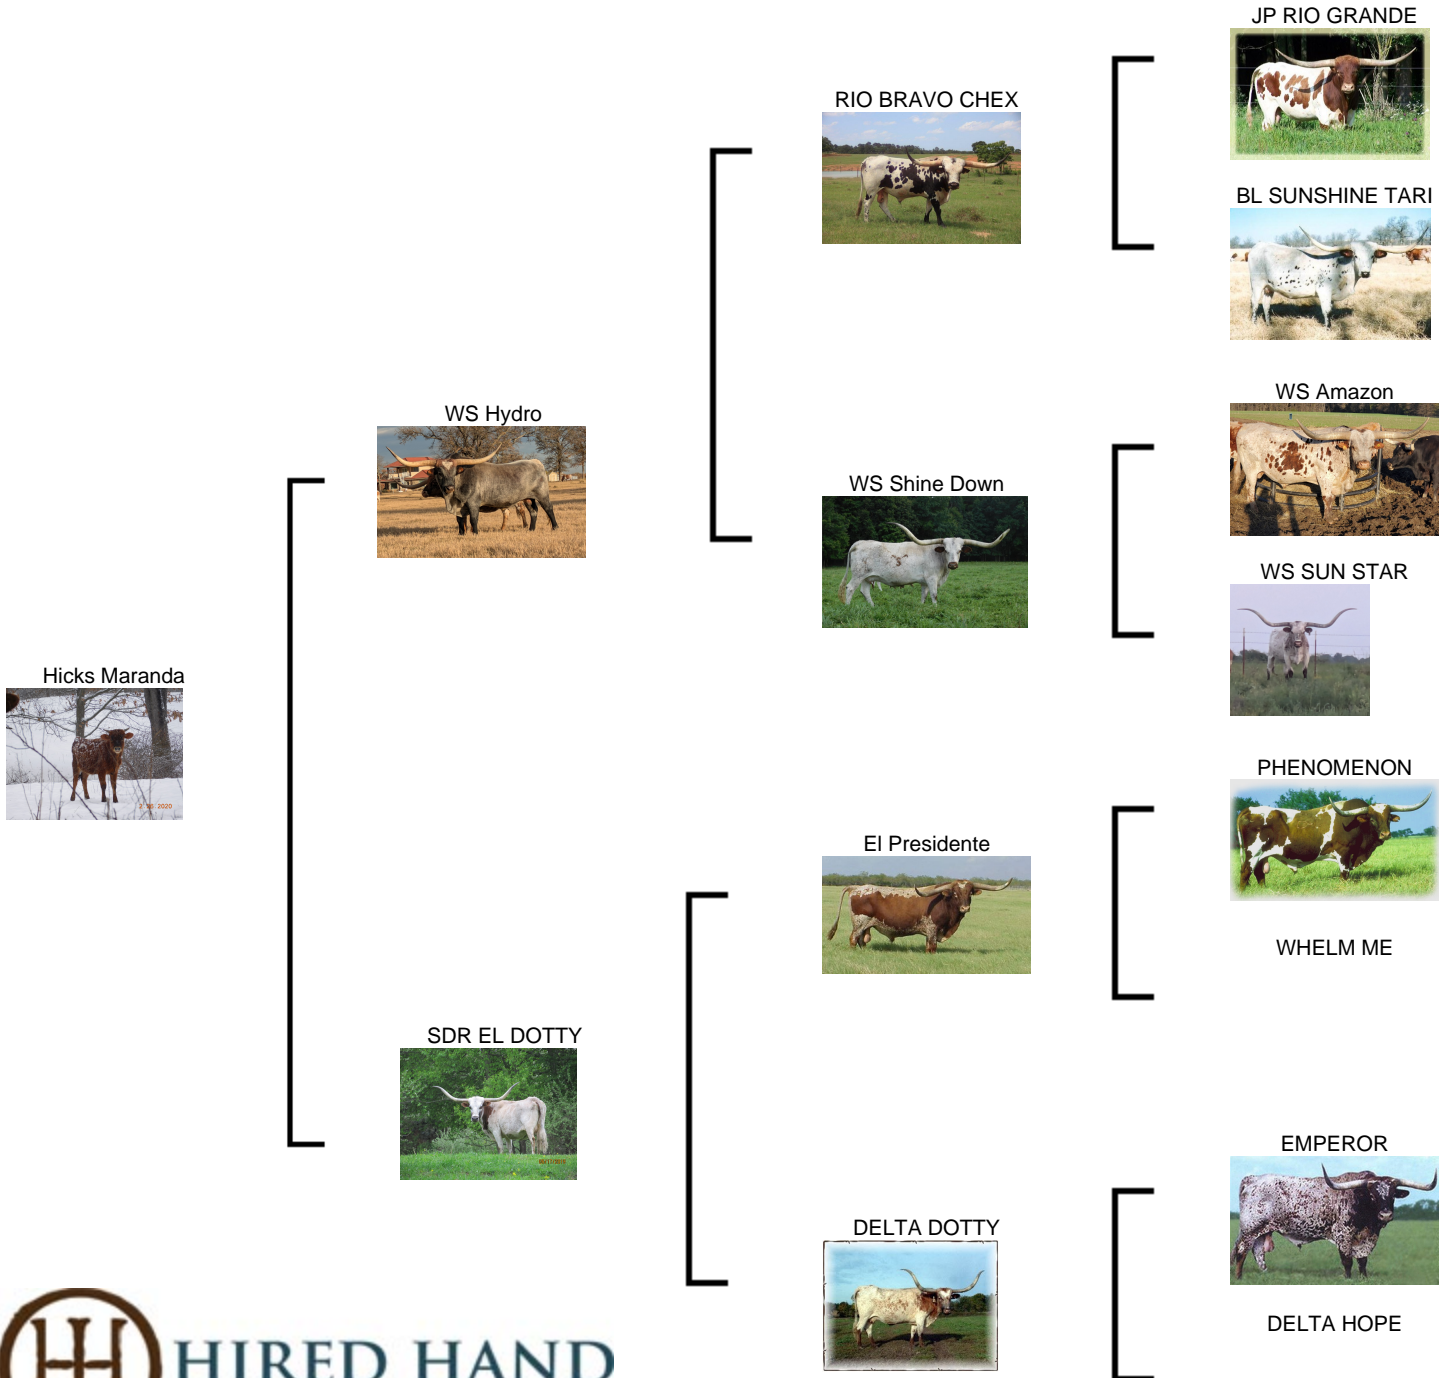 JP RIO GRANDE
RIO BRAVO CHEX
BL SUNSHINE TARI
WS Amazon
WS Hydro
WS Shine Down
WS SUN STAR
Hicks Maranda
PHENOMENON
El Presidente
WHELM ME
SDR EL DOTTY
EMPEROR
DELTA DOTTY
DELTA HOPE
HIRED HAND